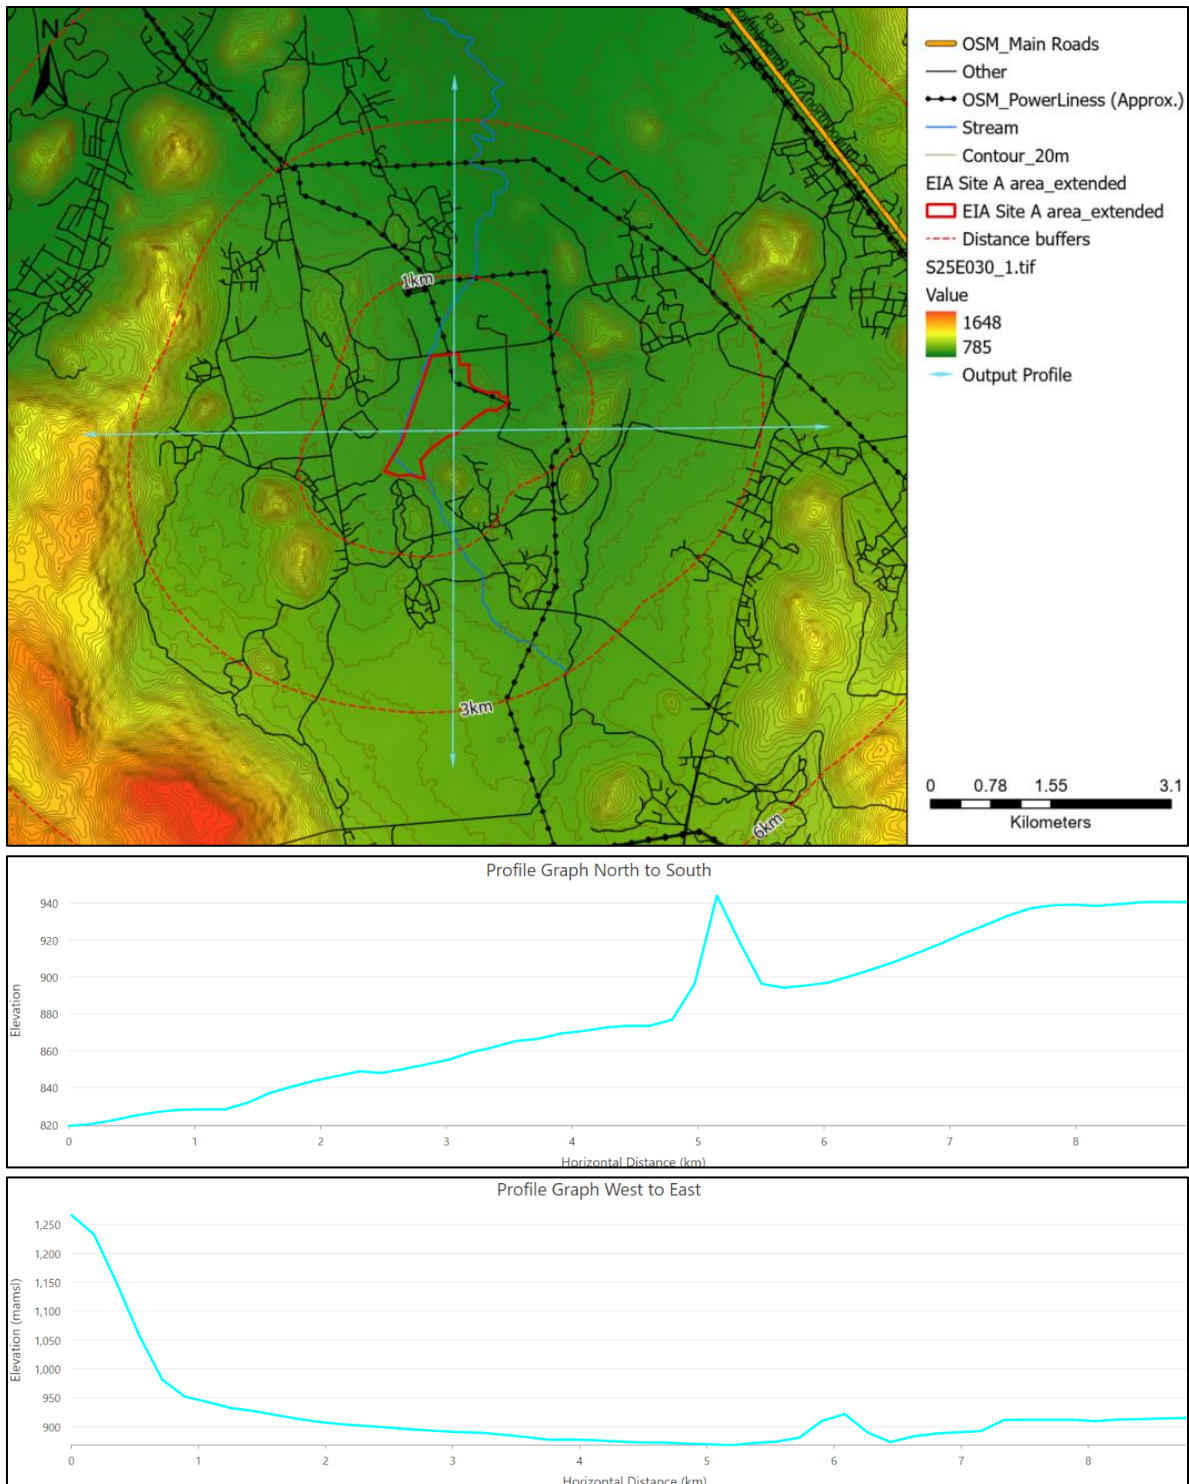 N
R37
1km
3km
6km
OSM_Main Roads
Other
OSM_PowerLiness (Approx.)
Stream
Contour_20m
EIA Site A area_extended
EIA Site A area_extended
Distance buffers
S25E030_1.tif
Value
1648
785
Output Profile
0 0.78 1.55 3.1
Kilometers
Profile Graph North to South
940
920
900
880
860
840
820
Elevation
0 1 2 3 4 5 6 7 8
Horizontal Distance (km)
Profile Graph West to East
1,250
1,200
1,150
1,100
1,050
1,000
950
900
Elevation (mamsl)
0 1 2 3 4 5 6 7 8
Horizontal Distance (km)